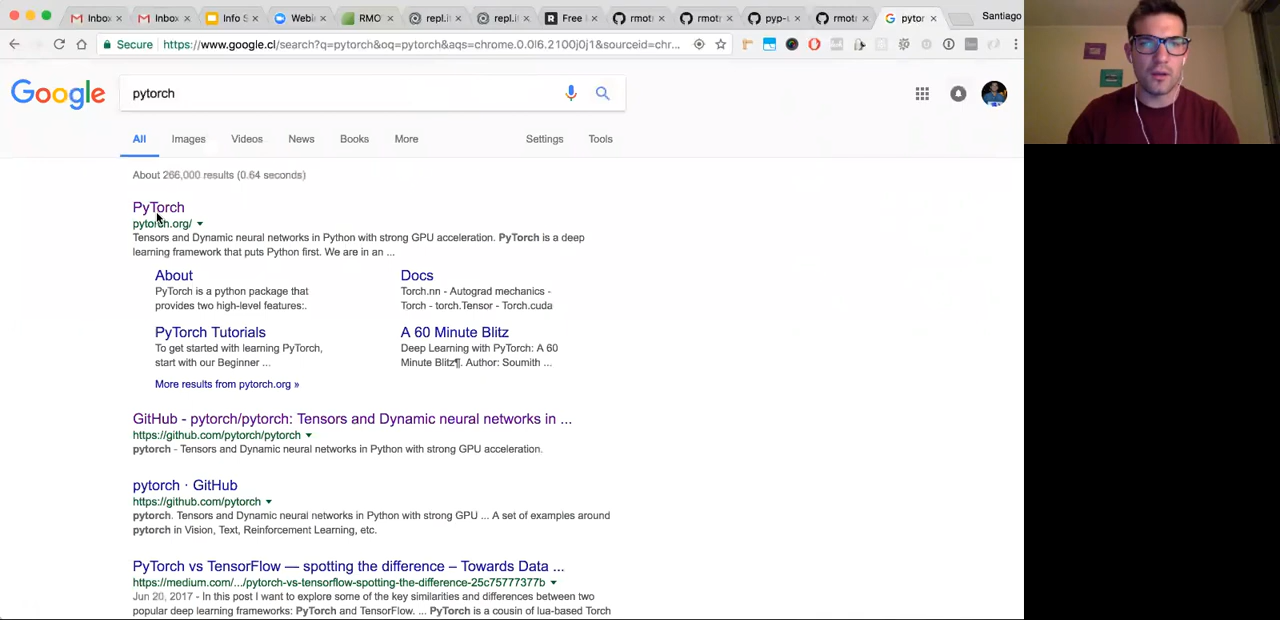 Inbox
Inbox
Info S
Webi
RMO
repl.i
repl.i
Free
rmot
rmot
pyp-
rmot
pytor
Santiago
Secure https://www.google.cl/search?q=pytorch&oq=pytorch&aqs=chrome.0.0l6.2100j0j1&sourceid=chr...
Google
pytorch
All Images Videos News Books More Settings Tools
About 266,000 results (0.64 seconds)
PyTorch
pytorch.org/
Tensors and Dynamic neural networks in Python with strong GPU acceleration. PyTorch is a deep
learning framework that puts Python first. We are in an ...
About
PyTorch is a python package that
provides two high-level features:.
Docs
Torch.nn - Autograd mechanics -
Torch - torch.Tensor - Torch.cuda
PyTorch Tutorials
To get started with learning PyTorch,
start with our Beginner ...
A 60 Minute Blitz
Deep Learning with PyTorch: A 60
Minute Blitz¶. Author: Soumith ...
More results from pytorch.org »
GitHub - pytorch/pytorch: Tensors and Dynamic neural networks in ...
https://github.com/pytorch/pytorch
pytorch - Tensors and Dynamic neural networks in Python with strong GPU acceleration.
pytorch · GitHub
https://github.com/pytorch
pytorch. Tensors and Dynamic neural networks in Python with strong GPU ... A set of examples around
pytorch in Vision, Text, Reinforcement Learning, etc.
PyTorch vs TensorFlow — spotting the difference – Towards Data ...
https://medium.com/.../pytorch-vs-tensorflow-spotting-the-difference-25c75777377b
Jun 20, 2017 - In this post I want to explore some of the key similarities and differences between two
popular deep learning frameworks: PyTorch and TensorFlow. ... PyTorch is a cousin of lua-based Torch